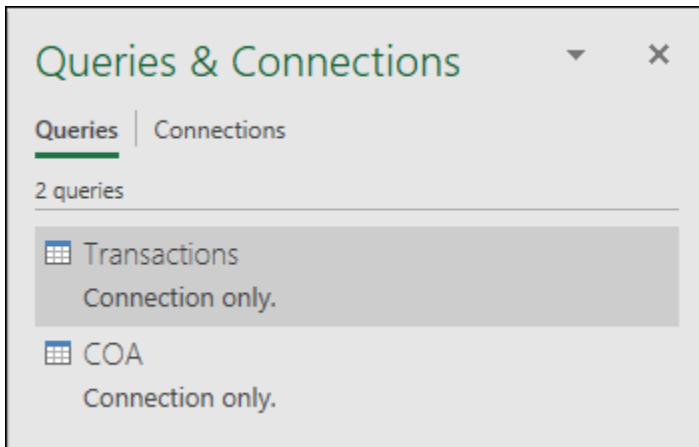 Queries & Connections
Queries | Connections
2 queries
Transactions
Connection only.
COA
Connection only.